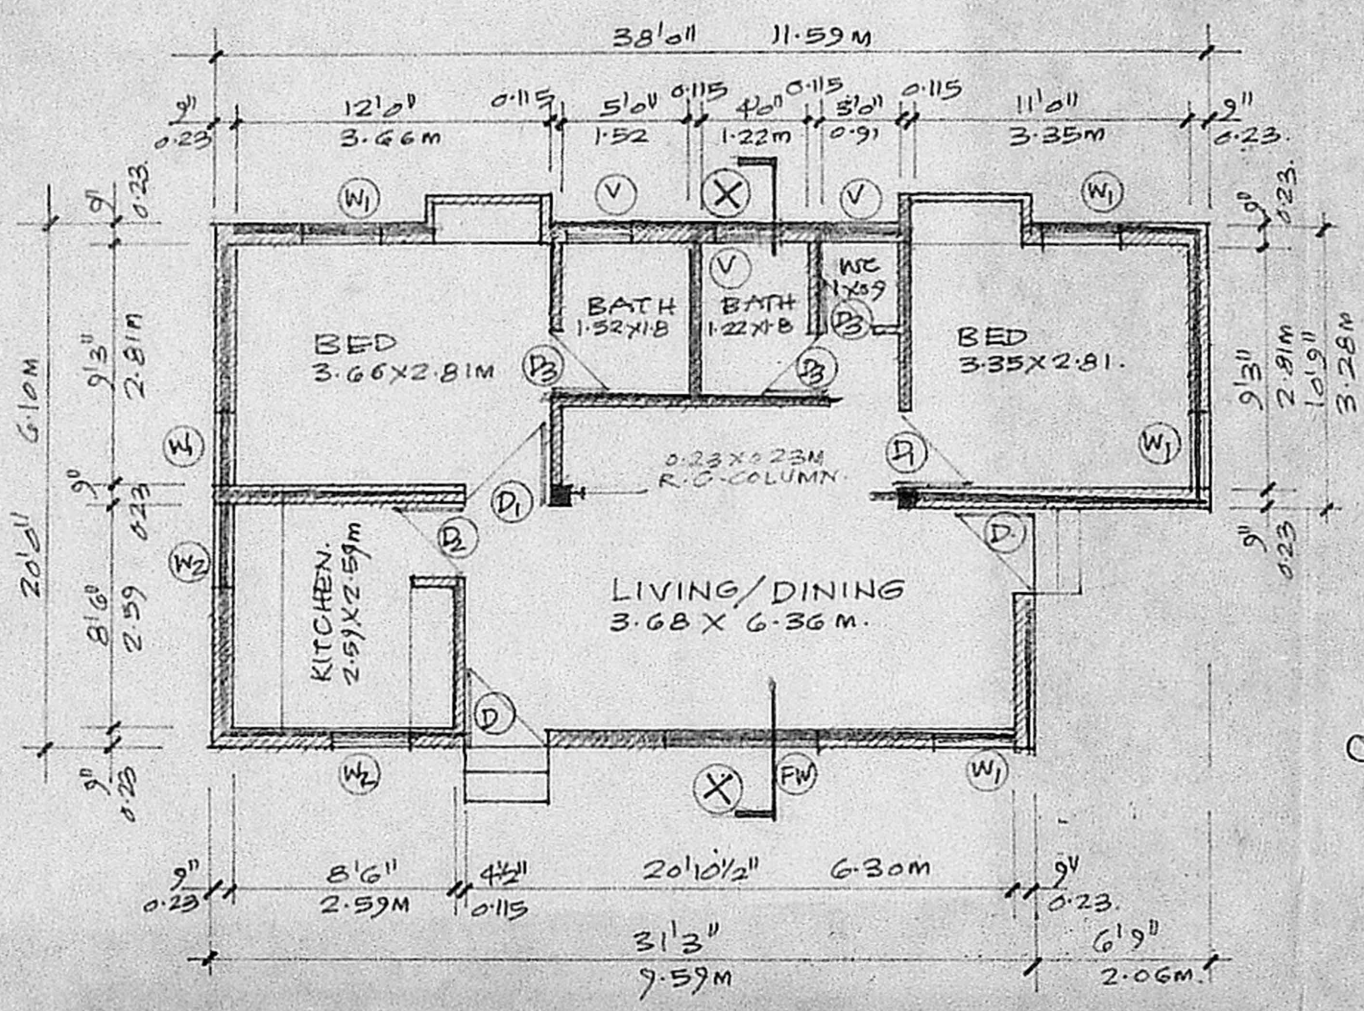 38'0" 11.59M
9" 12'0" 0.115 5'0" 0.115 4'0" 0.115 3'0" 0.115 11'0" 9"
0.23 3.66M 1.52 1.22M 0.91 3.35M 0.23.
9" 0.23 W1 V X V W1 9" 0.23.
V WC
BATH BATH
1.52X1.8 1.22X1.8 D3
BED BED
3.66X2.81M D3 D3 3.35X2.81.
9'3" 2.81M 9'3" 2.81M 10'9" 3.28M
20'0" 6.10M
W1 D1 W1
0.23X0.23M
R.C.COLUMN.
9" 0.23 D1 D2 D 9" 0.23
W2
KITCHEN.
2.59X2.59M
LIVING/DINING
3.68 X 6.36 M.
8'6" 2.59
D
W2 X FW W1
9" 0.23
9" 8'6" 4½" 20'10½" 6.30M 9"
0.23 2.59M 0.115 0.23.
31'3" 6'9"
9.59M 2.06M.